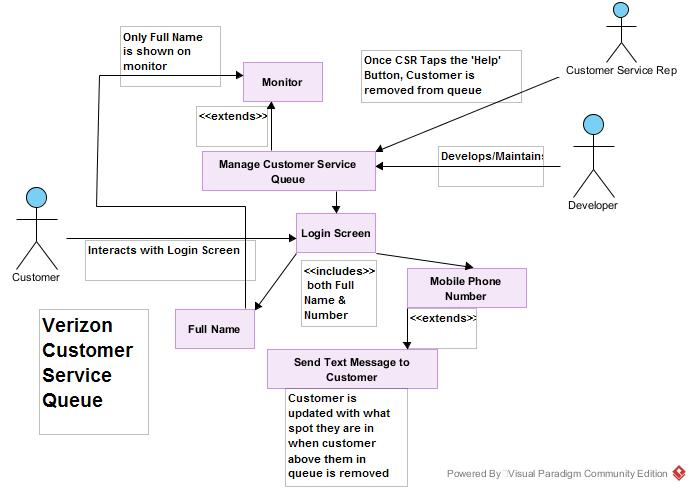 Only Full Name
is shown on
monitor
Monitor
Once CSR Taps the 'Help'
Button, Customer is
removed from queue
Customer Service Rep
<<extends>>
Manage Customer Service
Queue
Develops/Maintains
Developer
Customer
Interacts with Login Screen
Login Screen
<<includes>>
both Full
Name &
Number
Mobile Phone
Number
<<extends>>
Full Name
Verizon
Customer
Service
Queue
Send Text Message to
Customer
Customer is
updated with what
spot they are in
when customer
above them in
queue is removed
Powered By Visual Paradigm Community Edition